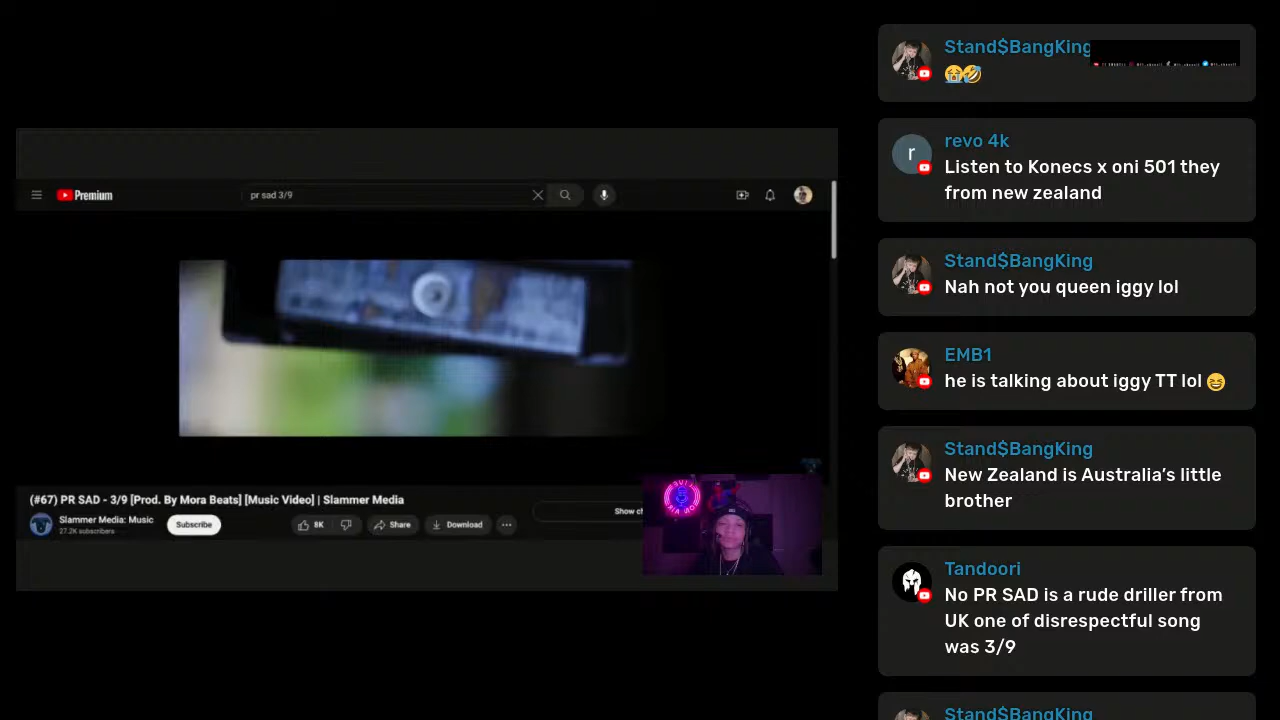 Premium
pr sad 3/9
(#67) PR SAD - 3/9 [Prod. By Mora Beats] [Music Video] | Slammer Media
Slammer Media: Music
27.2K subscribers
Subscribe
8K
Share
Download
Show ch
Stand$BangKing
😭🤣
revo 4k
Listen to Konecs x oni 501 they
from new zealand
Stand$BangKing
Nah not you queen iggy lol
EMB1
he is talking about iggy TT lol 😆
Stand$BangKing
New Zealand is Australia’s little
brother
Tandoori
No PR SAD is a rude driller from
UK one of disrespectful song
was 3/9
Stand$BangKing